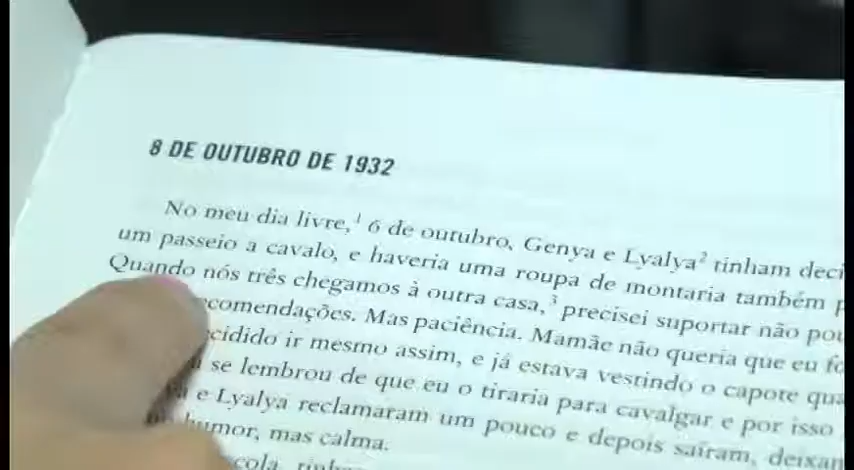 8 DE OUTUBRO DE 1932
No meu dia livre,¹ 6 de outubro, Genya e Lyalya² tinham deci
um passeio a cavalo, e haveria uma roupa de montaria também p
Quando nós três chegamos à outra casa,³ precisei suportar não pou
comendações. Mas paciência. Mamãe não queria que eu fo
cidido ir mesmo assim, e já estava vestindo o capote qua
se lembrou de que eu o tiraria para cavalgar e por isso
e Lyalya reclamaram um pouco e depois saíram, deixan
humor, mas calma.
cola, tinha